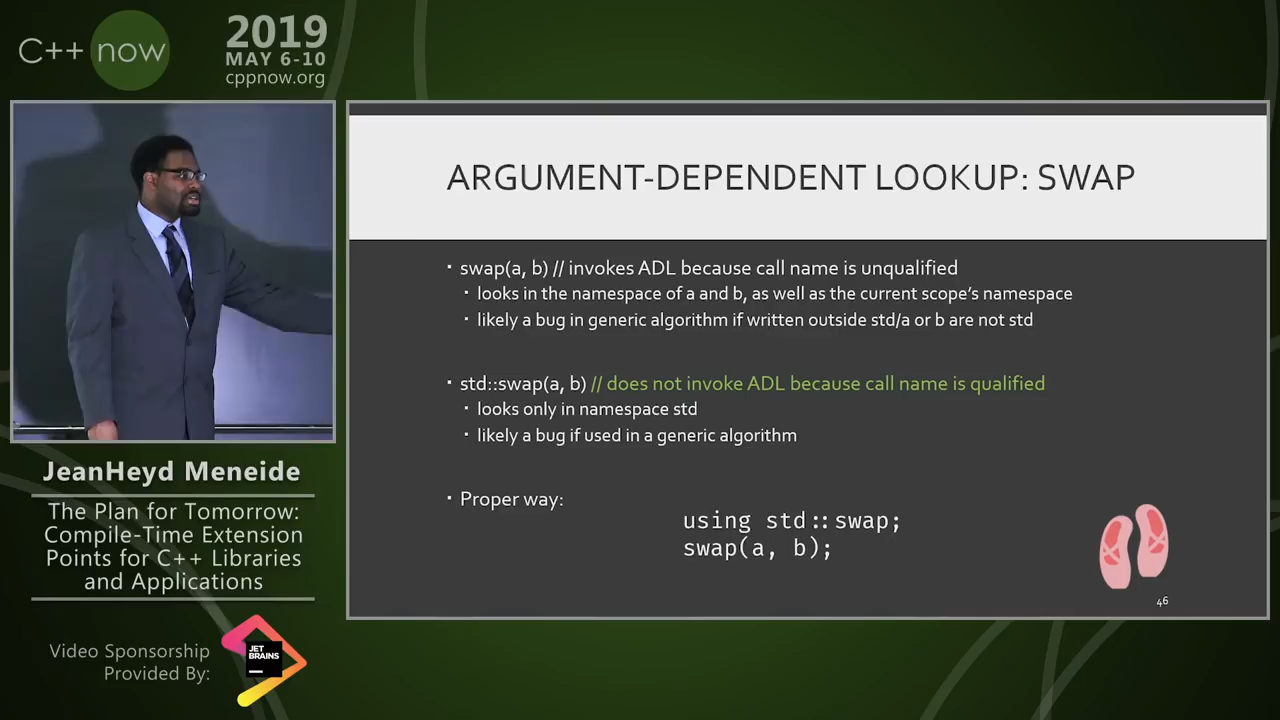 C++ now
2019
MAY 6-10
cppnow.org
ARGUMENT-DEPENDENT LOOKUP: SWAP
▪ swap(a, b) // invokes ADL because call name is unqualified
▪ looks in the namespace of a and b, as well as the current scope's namespace
▪ likely a bug in generic algorithm if written outside std/a or b are not std
▪ std::swap(a, b) // does not invoke ADL because call name is qualified
▪ looks only in namespace std
▪ likely a bug if used in a generic algorithm
▪ Proper way:
using std::swap;
swap(a, b);
46
JeanHeyd Meneide
The Plan for Tomorrow:
Compile-Time Extension
Points for C++ Libraries
and Applications
Video Sponsorship
Provided By:
JET
BRAINS